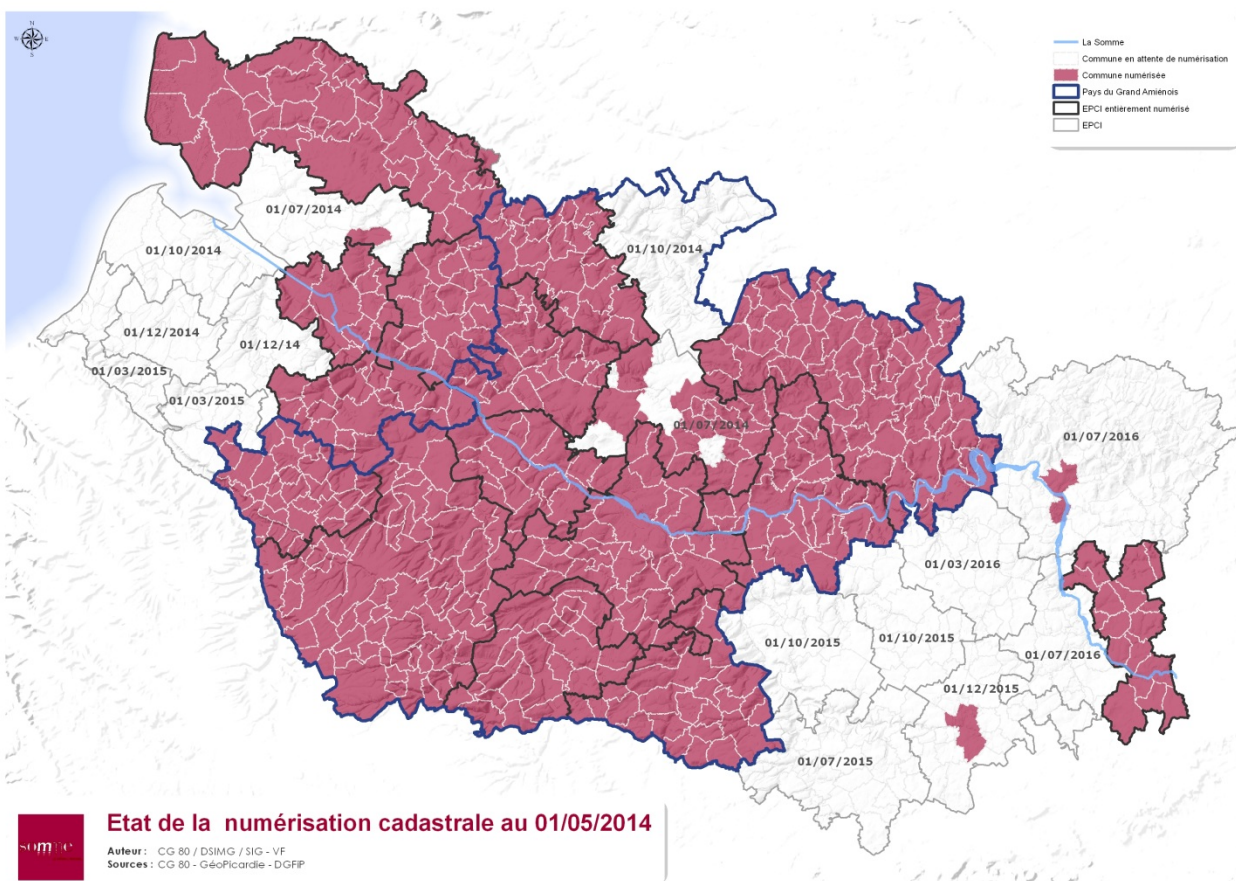 N
W
E
S
La Somme
Commune en attente de numérisation
Commune numérisée
Pays du Grand Amiénois
EPCI entièrement numérisé
EPCI
01/07/2014
01/10/2014
01/10/2014
01/12/2014
01/12/14
01/03/2015
01/03/2015
01/07/2014
01/07/2016
01/03/2016
01/10/2015
01/10/2015
01/07/2016
01/12/2015
01/07/2015
somme
Etat de la numérisation cadastrale au 01/05/2014
Auteur : CG 80 / DSIMG / SIG - VF
Sources : CG 80 - GéoPicardie - DGFiP